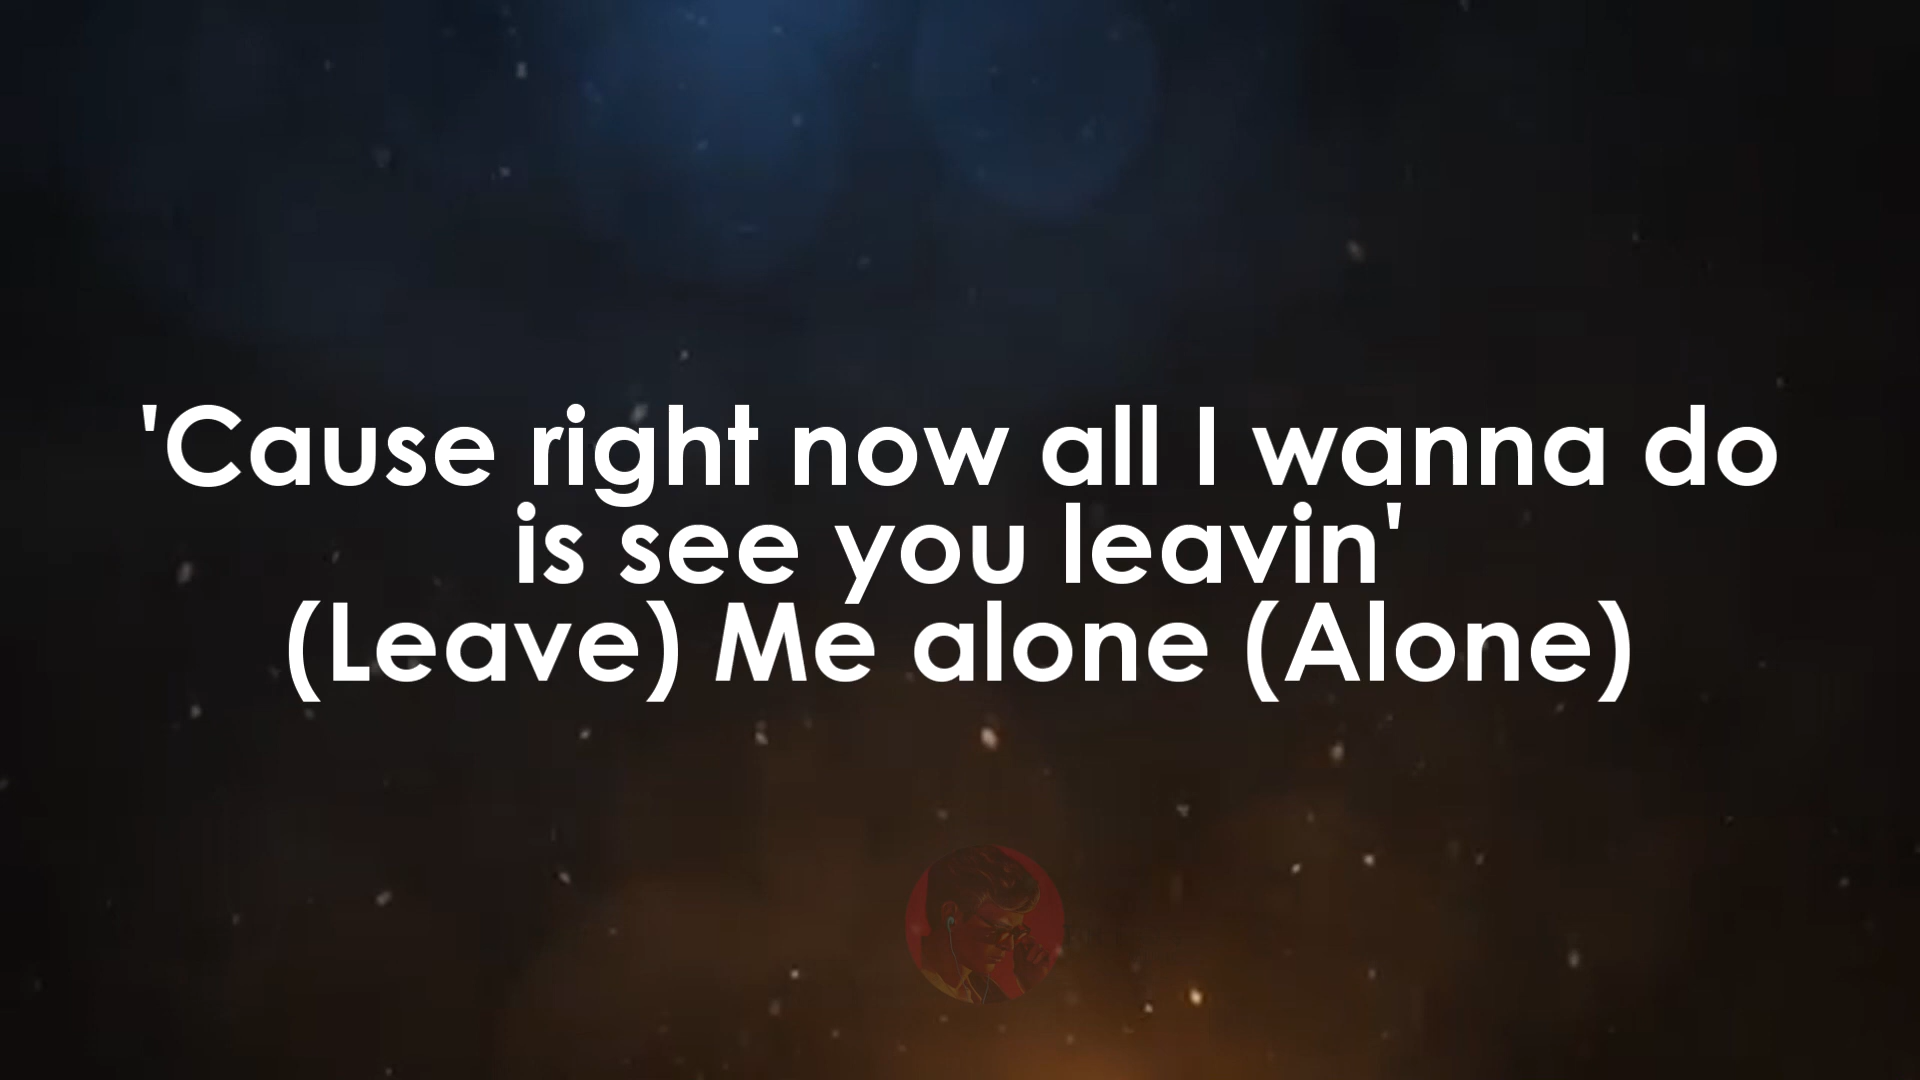 'Cause right now all I wanna do
is see you leavin'
(Leave) Me alone (Alone)